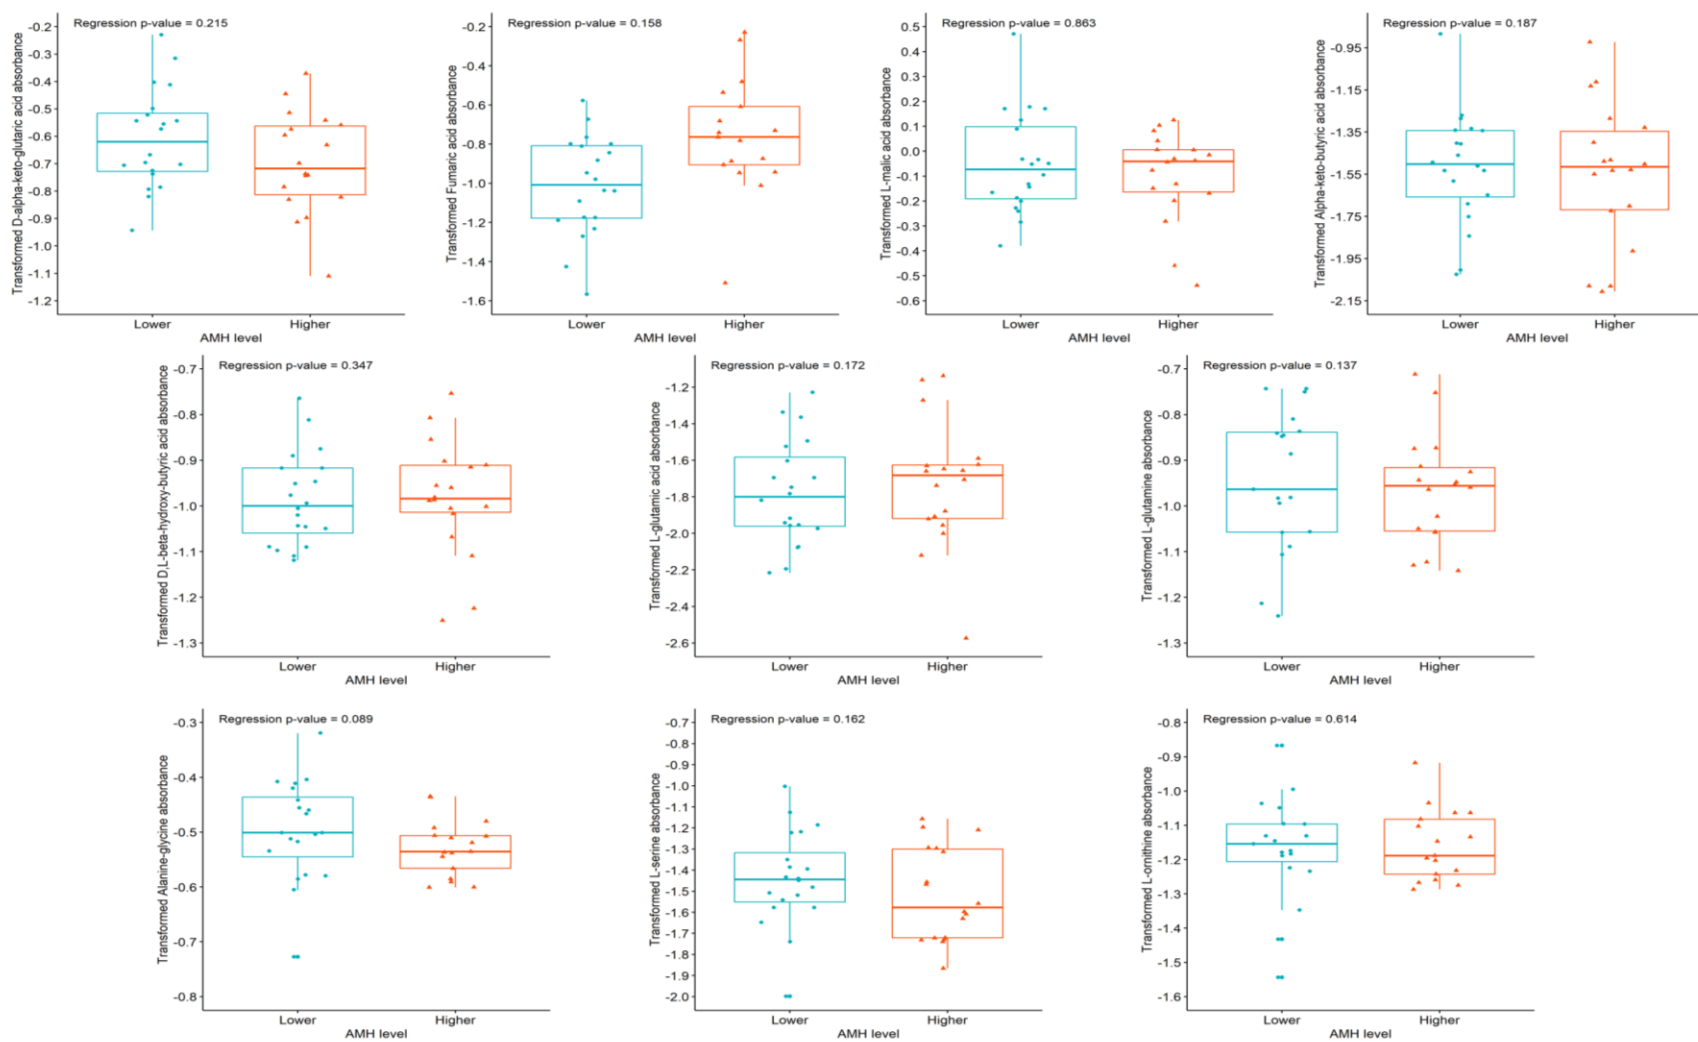 Regression p-value = 0.215
Transformed D-alpha-keto-glutaric acid absorbance
-0.2
-0.3
-0.4
-0.5
-0.6
-0.7
-0.8
-0.9
-1.0
-1.1
-1.2
Lower
Higher
AMH level
Regression p-value = 0.158
Transformed Fumaric acid absorbance
-0.2
-0.4
-0.6
-0.8
-1.0
-1.2
-1.4
-1.6
Lower
Higher
AMH level
Regression p-value = 0.863
Transformed L-malic acid absorbance
0.5
0.4
0.3
0.2
0.1
0.0
-0.1
-0.2
-0.3
-0.4
-0.5
-0.6
Lower
Higher
AMH level
Regression p-value = 0.187
Transformed Alpha-keto-butyric acid absorbance
-0.95
-1.15
-1.35
-1.55
-1.75
-1.95
-2.15
Lower
Higher
AMH level
Regression p-value = 0.347
Transformed D,L-beta-hydroxy-butyric acid absorbance
-0.7
-0.8
-0.9
-1.0
-1.1
-1.2
-1.3
Lower
Higher
AMH level
Regression p-value = 0.172
Transformed L-glutamic acid absorbance
-1.2
-1.4
-1.6
-1.8
-2.0
-2.2
-2.4
-2.6
Lower
Higher
AMH level
Regression p-value = 0.137
Transformed L-glutamine absorbance
-0.7
-0.8
-0.9
-1.0
-1.1
-1.2
-1.3
Lower
Higher
AMH level
Regression p-value = 0.089
Transformed Alanine-glycine absorbance
-0.3
-0.4
-0.5
-0.6
-0.7
-0.8
Lower
Higher
AMH level
Regression p-value = 0.162
Transformed L-serine absorbance
-0.7
-0.8
-0.9
-1.0
-1.1
-1.2
-1.3
-1.4
-1.5
-1.6
-1.7
-1.8
-1.9
-2.0
Lower
Higher
AMH level
Regression p-value = 0.614
Transformed L-ornithine absorbance
-0.8
-0.9
-1.0
-1.1
-1.2
-1.3
-1.4
-1.5
-1.6
Lower
Higher
AMH level